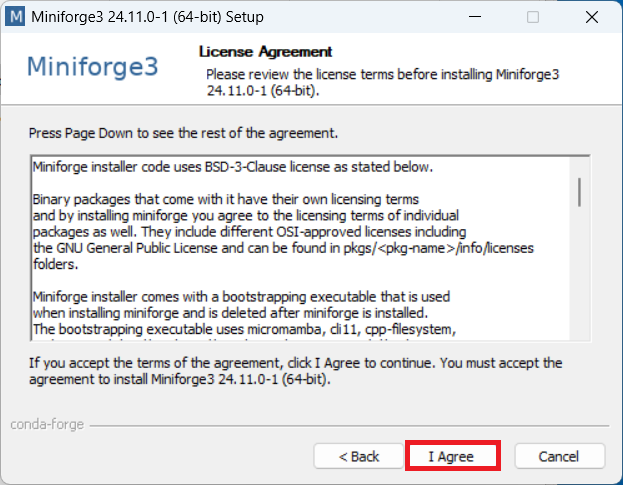 Miniforge3 24.11.0-1 (64-bit) Setup
Miniforge3
License Agreement
Please review the license terms before installing Miniforge3
24.11.0-1 (64-bit).
Press Page Down to see the rest of the agreement.
Miniforge installer code uses BSD-3-Clause license as stated below.
Binary packages that come with it have their own licensing terms
and by installing miniforge you agree to the licensing terms of individual
packages as well. They include different OSI-approved licenses including
the GNU General Public License and can be found in pkgs/<pkg-name>/info/licenses
folders.
Miniforge installer comes with a bootstrapping executable that is used
when installing miniforge and is deleted after miniforge is installed.
The bootstrapping executable uses micromamba, cli11, cpp-filesystem,
If you accept the terms of the agreement, click I Agree to continue. You must accept the
agreement to install Miniforge3 24.11.0-1 (64-bit).
conda-forge
< Back
I Agree
Cancel